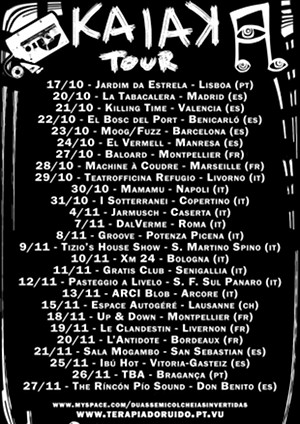 KAIAK
TOUR
17/10 - Jardim da Estrela - Lisboa (PT)
20/10 - La Tabacalera - Madrid (ES)
21/10 - Killing Time - Valencia (ES)
22/10 - El Bosc del Port - Benicarló (ES)
23/10 - Moog/Fuzz - Barcelona (ES)
24/10 - El Vermell - Manresa (ES)
27/10 - Baloard - Montpellier (FR)
28/10 - Machine à Coudre - Marseille (FR)
29/10 - Teatrofficina Refugio - Livorno (IT)
30/10 - Mamamu - Napoli (IT)
31/10 - I Sotterranei - Copertino (IT)
4/11 - Jarmusch - Caserta (IT)
7/11 - DalVerme - Roma (IT)
8/11 - Groove - Potenza Picena (IT)
9/11 - Tizio's House Show - S. Martino Spino (IT)
10/11 - Xm 24 - Bologna (IT)
11/11 - Gratis Club - Senigallia (IT)
12/11 - Pasteggio a Livelo - S. F. Sul Panaro (IT)
13/11 - ARCI Blob - Arcore (IT)
15/11 - Espace Autogéré - Lausanne (CH)
18/11 - Up & Down - Montpellier (FR)
19/11 - Le Clandestin - Livernon (FR)
20/11 - L'Antidote - Bordeaux (FR)
21/11 - Sala Mogambo - San Sebastian (ES)
25/11 - Ibú Hot - Vitoria-Gasteiz (ES)
26/11 - TBA - Bragança (PT)
27/11 - The Rincón Pío Sound - Don Benito (ES)
www.myspace.com/duassemicolcheiasinvertidas
www.terapiadoruido.pt.vu